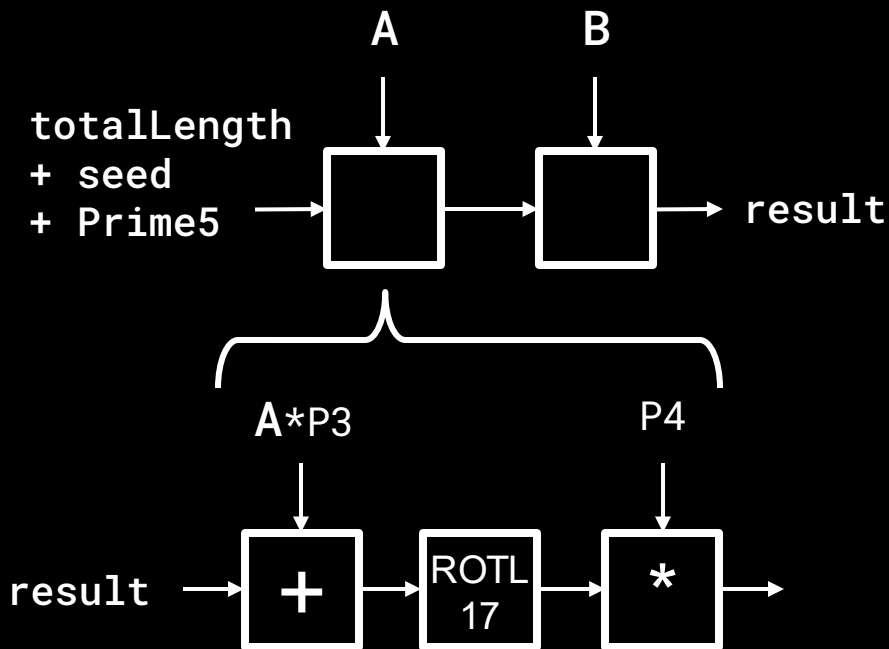 A
B
totalLength
+ seed
+ Prime5
result
A*P3
P4
result
+
ROTL
17
*